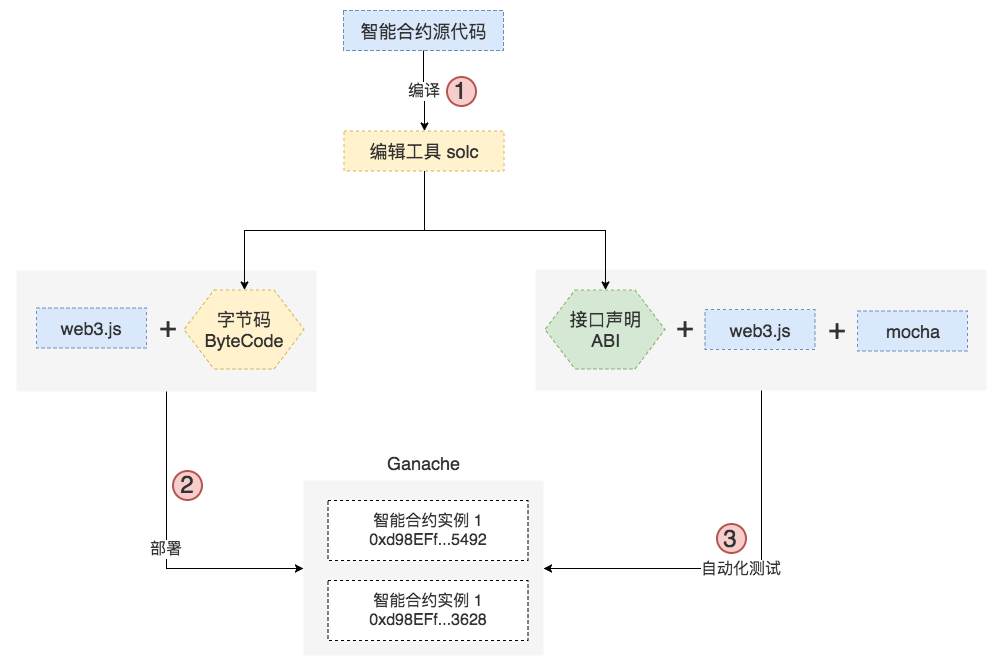 智能合约源代码
编译
1
编辑工具 solc
web3.js
+
字节码
ByteCode
接口声明
ABI
+
web3.js
+
mocha
2
部署
Ganache
智能合约实例 1
0xd98EFf...5492
智能合约实例 1
0xd98EFf...3628
3
自动化测试